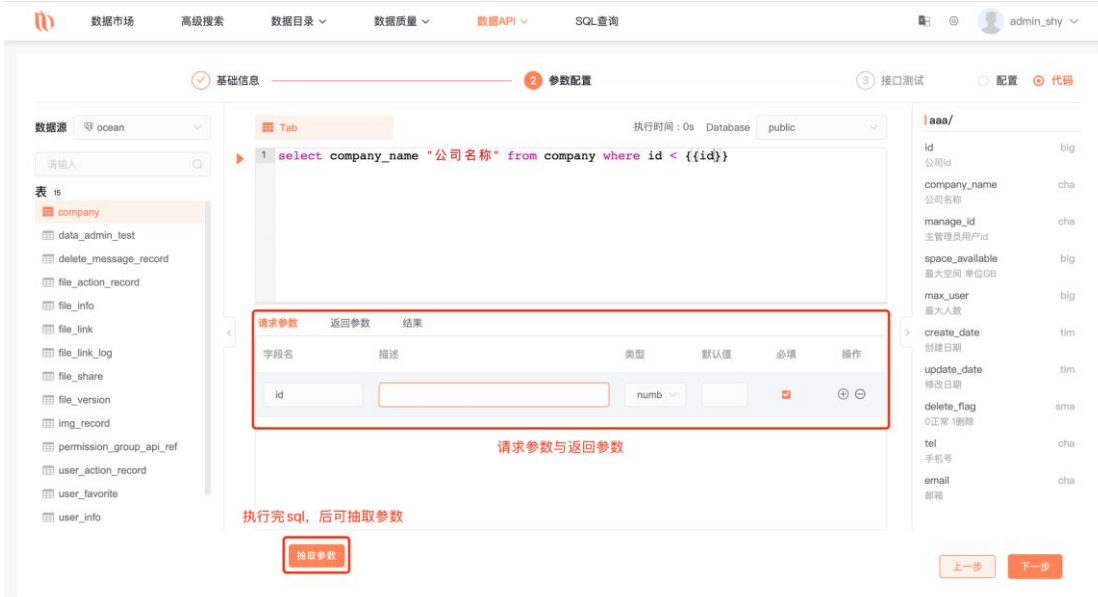 数据市场 高级搜索 数据目录 数据质量 数据API SQL查询 admin_shy
基础信息 2 参数配置 3 接口测试 配置 代码
数据源 ocean
请输入
表 15
company
data_admin_test
delete_message_record
file_action_record
file_info
file_link
file_link_log
file_share
file_version
img_record
permission_group_api_ref
user_action_record
user_favorite
user_info
Tab 执行时间：0s Database public
1 select company_name "公司名称" from company where id < {{id}}
请求参数 返回参数 结果
字段名 描述 类型 默认值 必填 操作
id numb
请求参数与返回参数
执行完sql，后可抽取参数
抽取参数
aaa/
id big
公司id
company_name cha
公司名称
manage_id cha
主管理员用户id
space_available big
最大空间 单位GB
max_user big
最大人数
create_date tim
创建日期
update_date tim
修改日期
delete_flag sma
0正常 1删除
tel cha
手机号
email cha
邮箱
上一步 下一步